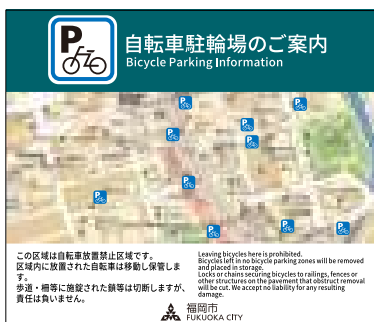 P
自転車駐輪場のご案内
Bicycle Parking Information
この区域は自転車放置禁止区域です。
区域内に放置された自転車は移動し保管しま
す。
歩道・柵等に施錠された鎖等は切断しますが、
責任は負いません。
Leaving bicycles here is prohibited.
Bicycles left in no bicycle parking zones will be removed
and placed in storage.
Locks or chains securing bicycles to railings, fences or
other structures on the pavement that obstruct removal
will be cut. We accept no liability for any resulting
damage.
福岡市
FUKUOKA CITY